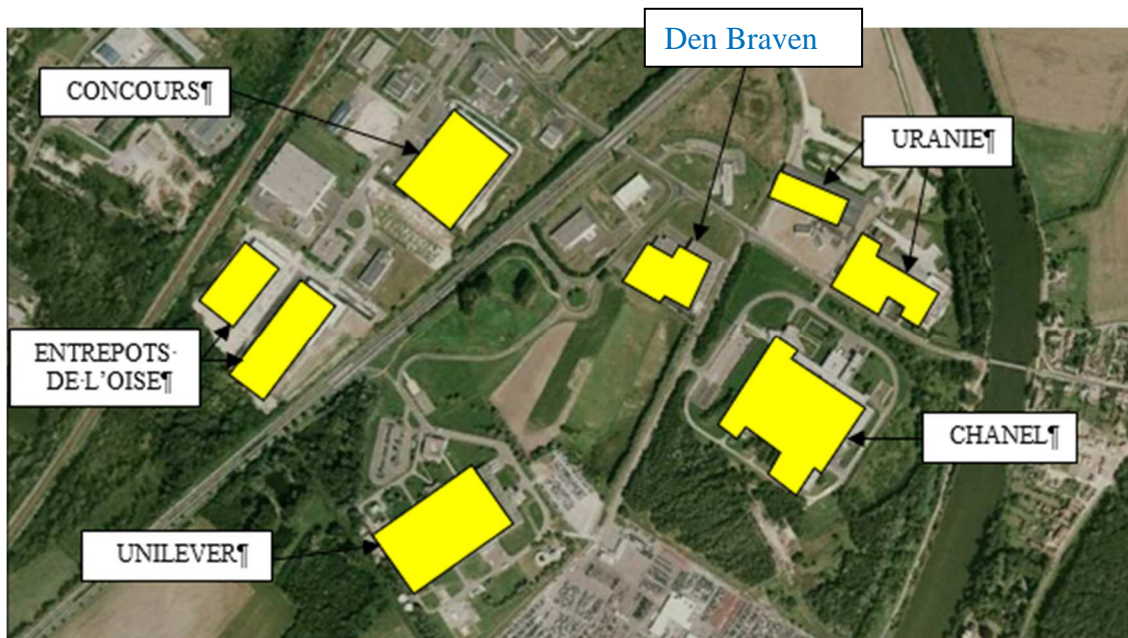 Den Braven
CONCOURS¶
URANIE¶
ENTREPOTS·
DE·L'OISE¶
CHANEL¶
UNILEVER¶